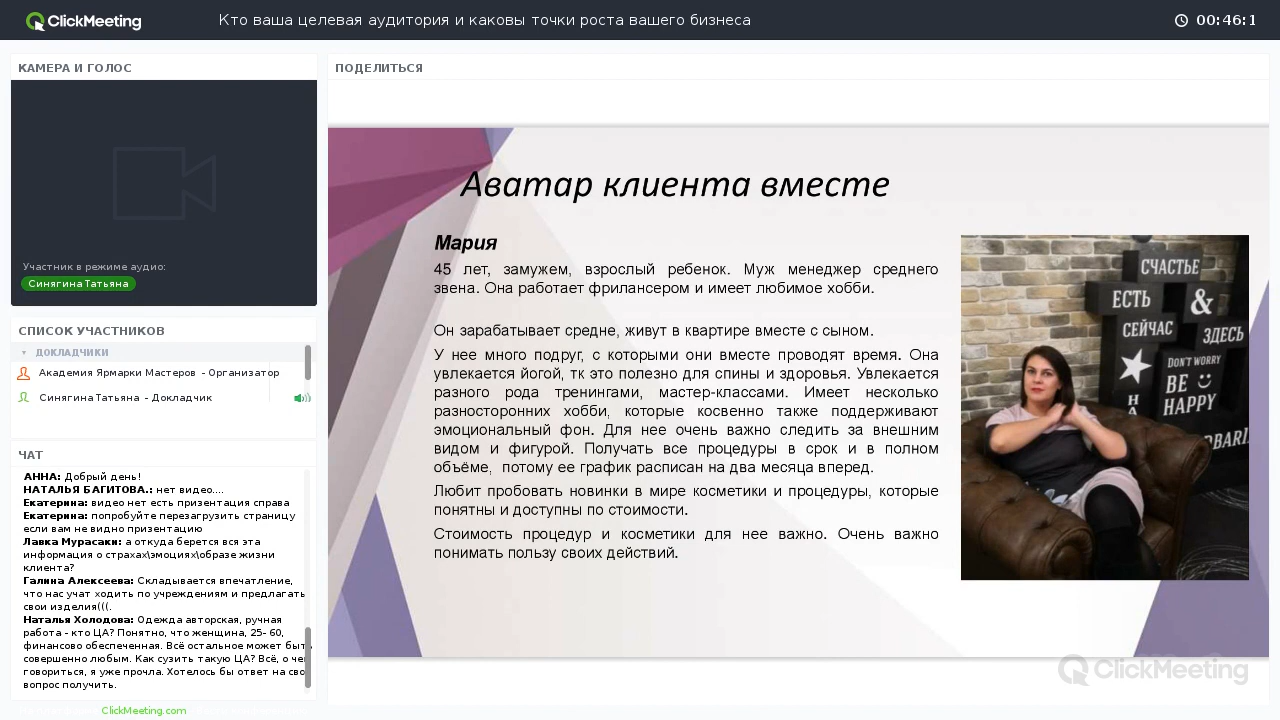 ClickMeeting
Кто ваша целевая аудитория и каковы точки роста вашего бизнеса
00:46:1
КАМЕРА И ГОЛОС
Участник в режиме аудио:
Синягина Татьяна
СПИСОК УЧАСТНИКОВ
ДОКЛАДЧИКИ
Академия Ярмарки Мастеров - Организатор
Синягина Татьяна - Докладчик
ЧАТ
АННА: Добрый день!
НАТАЛЬЯ БАГИТОВА.: нет видео....
Екатерина: видео нет есть презентация справа
Екатерина: попробуйте перезагрузить страницу
если вам не видно призентацию
Лавка Мурасаки: а откуда берется вся эта
информация о страхах\эмоциях\образе жизни
клиента?
Галина Алексеева: Складывается впечатление,
что нас учат ходить по учреждениям и предлагать
свои изделия(((.
Наталья Холодова: Одежда авторская, ручная
работа - кто ЦА? Понятно, что женщина, 25- 60,
финансово обеспеченная. Всё остальное может быть
совершенно любым. Как сузить такую ЦА? Всё, о чем
говориться, я уже прочла. Хотелось бы ответ на сво
вопрос получить.
ClickMeeting.com
ПОДЕЛИТЬСЯ
Аватар клиента вместе
Мария
45 лет, замужем, взрослый ребенок. Муж менеджер среднего
звена. Она работает фрилансером и имеет любимое хобби.
Он зарабатывает средне, живут в квартире вместе с сыном.
У нее много подруг, с которыми они вместе проводят время. Она
увлекается йогой, тк это полезно для спины и здоровья. Увлекается
разного рода тренингами, мастер-классами. Имеет несколько
разносторонних хобби, которые косвенно также поддерживают
эмоциональный фон. Для нее очень важно следить за внешним
видом и фигурой. Получать все процедуры в срок и в полном
объёме, потому ее график расписан на два месяца вперед.
Любит пробовать новинки в мире косметики и процедуры, которые
понятны и доступны по стоимости.
Стоимость процедур и косметики для нее важно. Очень важно
понимать пользу своих действий.
СЧАСТЬЕ
ЕСТЬ &
СЕЙЧАС
ЗДЕСЬ
DON'T WORRY
BE
HAPPY
ClickMeeting